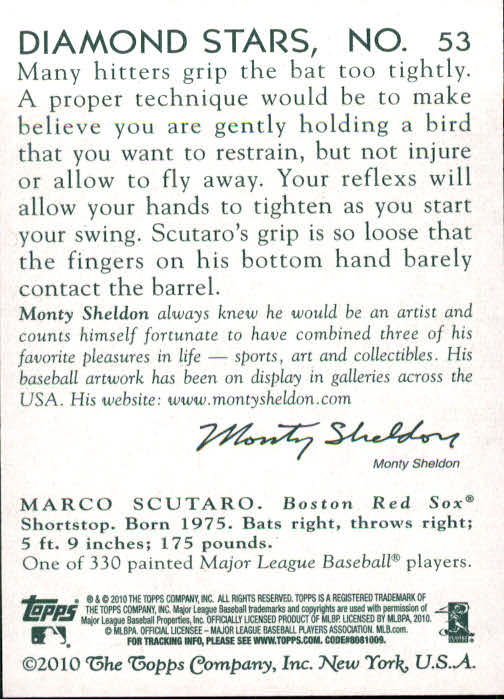 DIAMOND STARS, NO. 53
Many hitters grip the bat too tightly.
A proper technique would be to make
believe you are gently holding a bird
that you want to restrain, but not injure
or allow to fly away. Your reflexs will
allow your hands to tighten as you start
your swing. Scutaro's grip is so loose that
the fingers on his bottom hand barely
contact the barrel.
Monty Sheldon always knew he would be an artist and
counts himself fortunate to have combined three of his
favorite pleasures in life — sports, art and collectibles. His
baseball artwork has been on display in galleries across the
USA. His website: www.montysheldon.com
Monty Sheldon
Monty Sheldon
MARCO SCUTARO. Boston Red Sox®
Shortstop. Born 1975. Bats right, throws right;
5 ft. 9 inches; 175 pounds.
One of 330 painted Major League Baseball® players.
Topps
® & © 2010 THE TOPPS COMPANY, INC. ALL RIGHTS RESERVED. TOPPS IS A REGISTERED TRADEMARK OF
THE TOPPS COMPANY, INC. Major League Baseball trademarks and copyrights are used with permission of
Major League Baseball Properties, Inc. OFFICIALLY LICENSED PRODUCT OF MLBP. LICENSED BY MLBPA, 2010.
© MLBPA. OFFICIAL LICENSEE – MAJOR LEAGUE BASEBALL PLAYERS ASSOCIATION. MLB.com.
FOR TRACKING INFO, PLEASE SEE WWW.TOPPS.COM. CODE#8081009.
©2010 The Topps Company, Inc. New York, U.S.A.